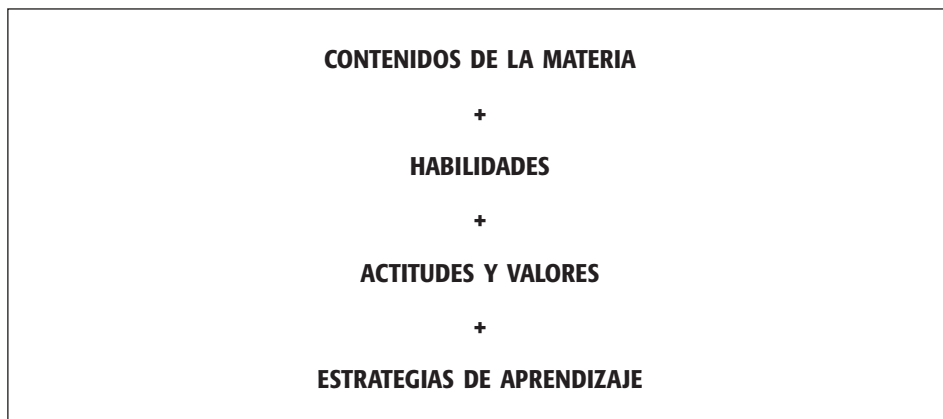 CONTENIDOS DE LA MATERIA
+
HABILIDADES
+
ACTITUDES Y VALORES
+
ESTRATEGIAS DE APRENDIZAJE